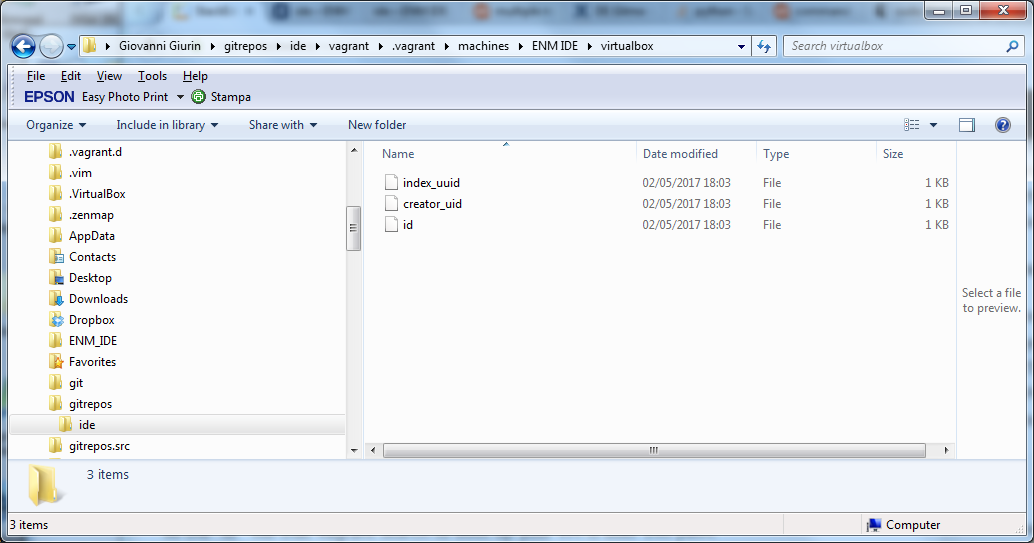 Giovanni Giurin gitrepos ide vagrant .vagrant machines ENM IDE virtualbox Search virtualbox
File Edit View Tools Help
EPSON Easy Photo Print Stampa
Organize Include in library Share with New folder
.vagrant.d
.vim
.VirtualBox
.zenmap
AppData
Contacts
Desktop
Downloads
Dropbox
ENM_IDE
Favorites
git
gitrepos
ide
gitrepos.src
Name Date modified Type Size
index_uuid 02/05/2017 18:03 File 1 KB
creator_uid 02/05/2017 18:03 File 1 KB
id 02/05/2017 18:03 File 1 KB
Select a file
to preview.
3 items
3 items Computer